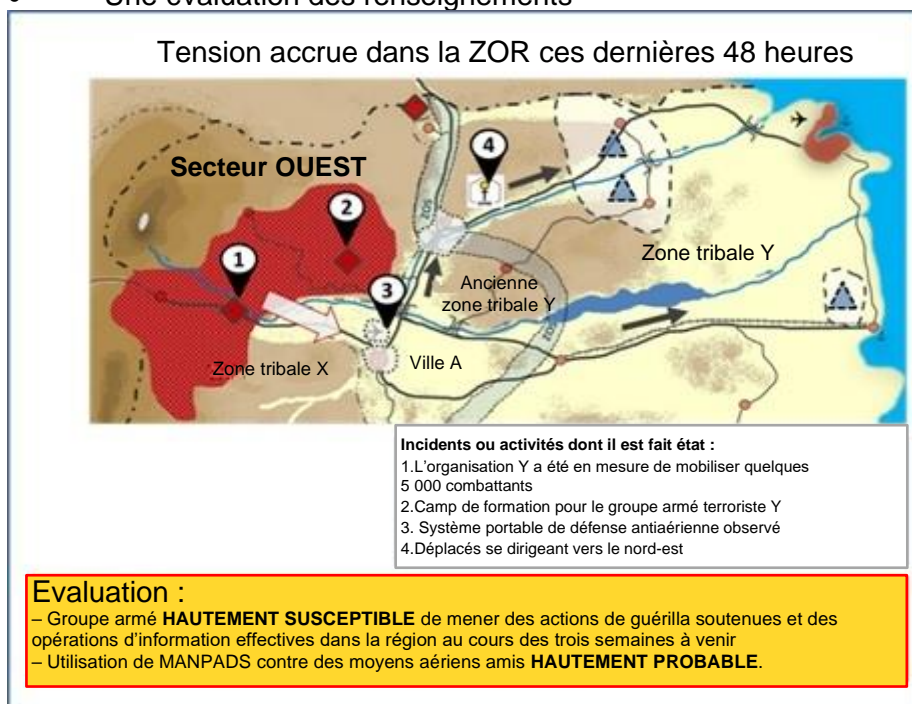 Une évaluation des renseignements
Tension accrue dans la ZOR ces dernières 48 heures
Secteur OUEST
4
2
ZOS
1
Zone tribale Y
3
Ancienne
zone tribale Y
ZOS
Zone tribale X
Ville A
Incidents ou activités dont il est fait état :
1.L'organisation Y a été en mesure de mobiliser quelques
5 000 combattants
2.Camp de formation pour le groupe armé terroriste Y
3. Système portable de défense antiaérienne observé
4.Déplacés se dirigeant vers le nord-est
Evaluation :
– Groupe armé HAUTEMENT SUSCEPTIBLE de mener des actions de guérilla soutenues et des
opérations d'information effectives dans la région au cours des trois semaines à venir
– Utilisation de MANPADS contre des moyens aériens amis HAUTEMENT PROBABLE.